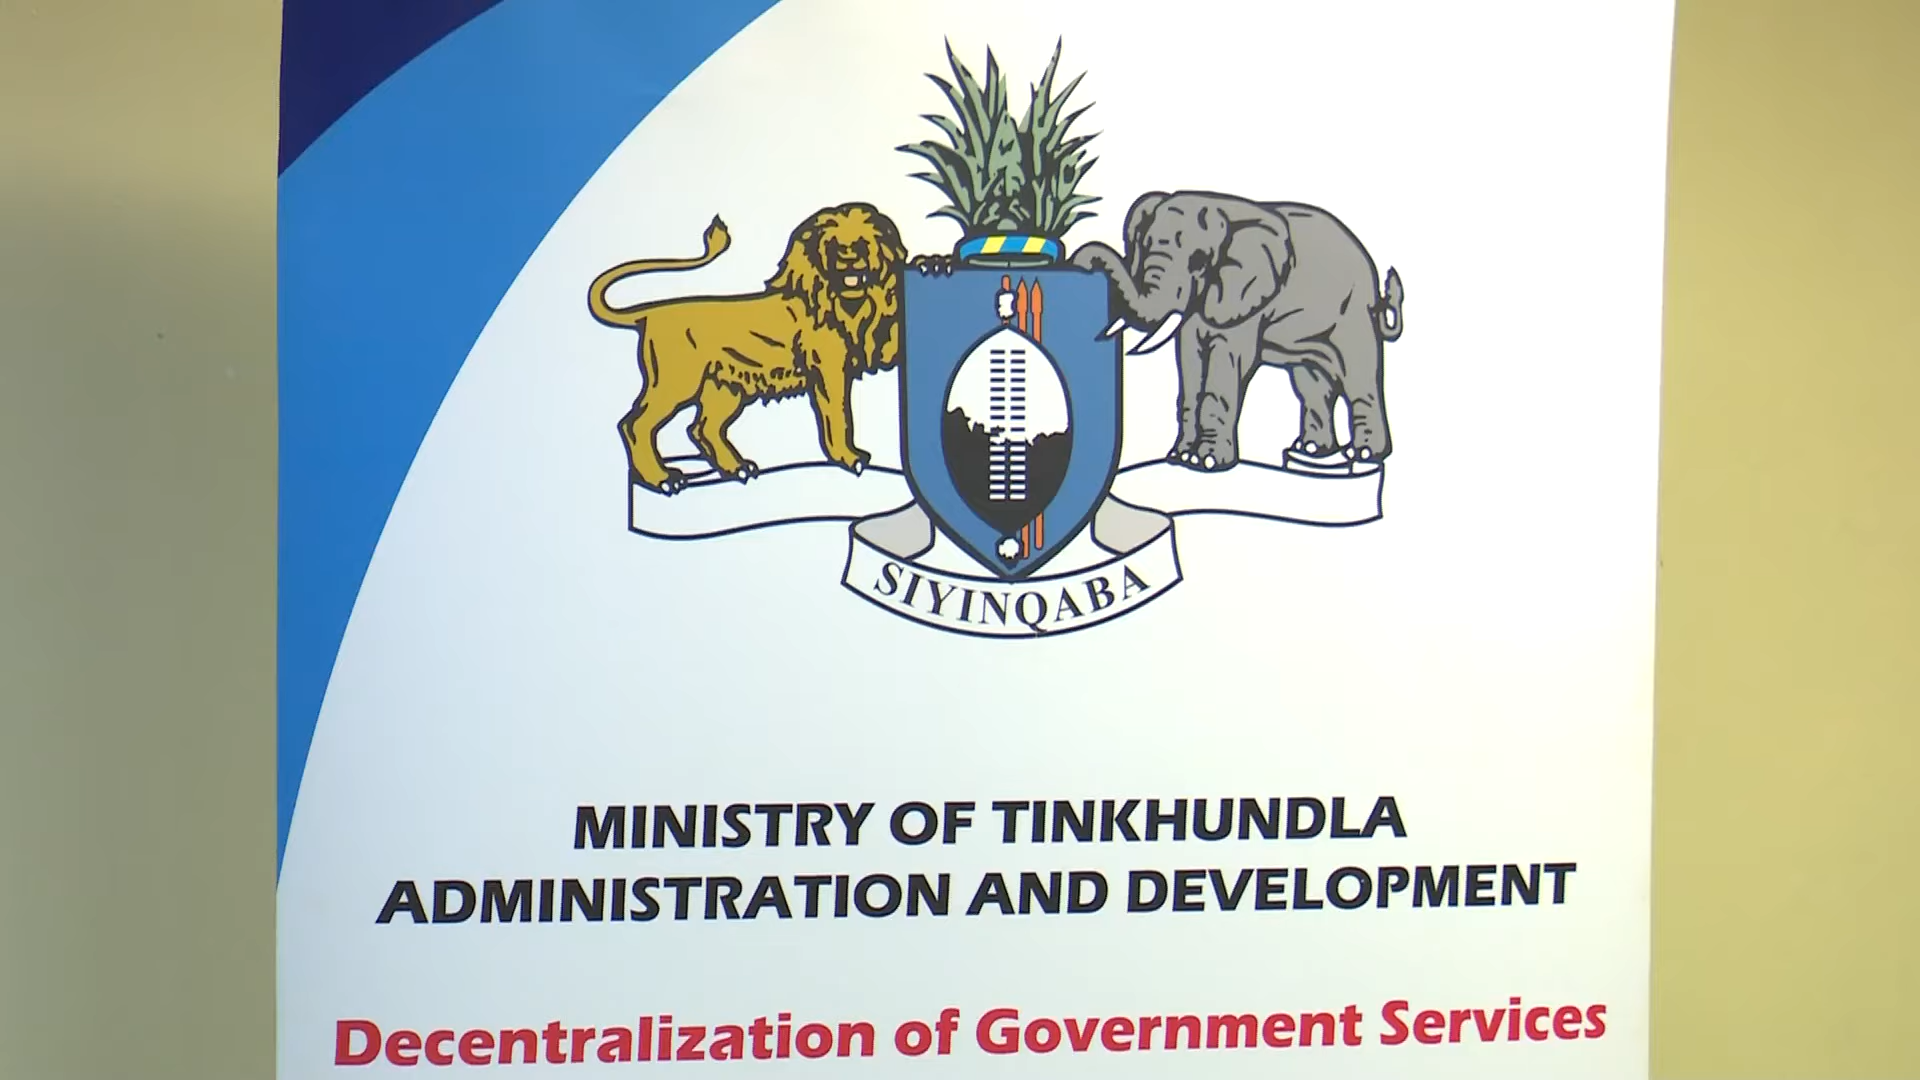 SIYINQABA
MINISTRY OF TINKHUNDLA
ADMINISTRATION AND DEVELOPMENT
Decentralization of Government Services